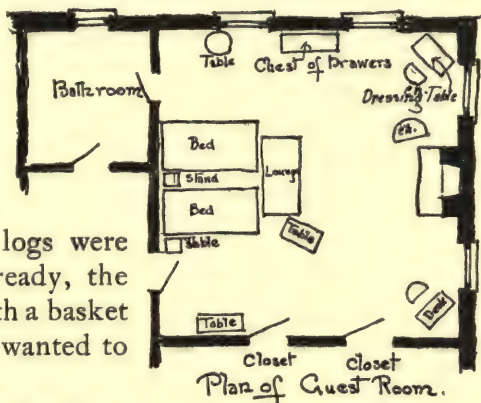 Table
Chest of Drawers
Bathroom
Dressing-Table
Ch.
Bed
Lounge
Stand
Bed
Table
Table
Desk
Table
Closet
Closet
Plan of Guest Room.
logs were
ready, the
th a basket
wanted to